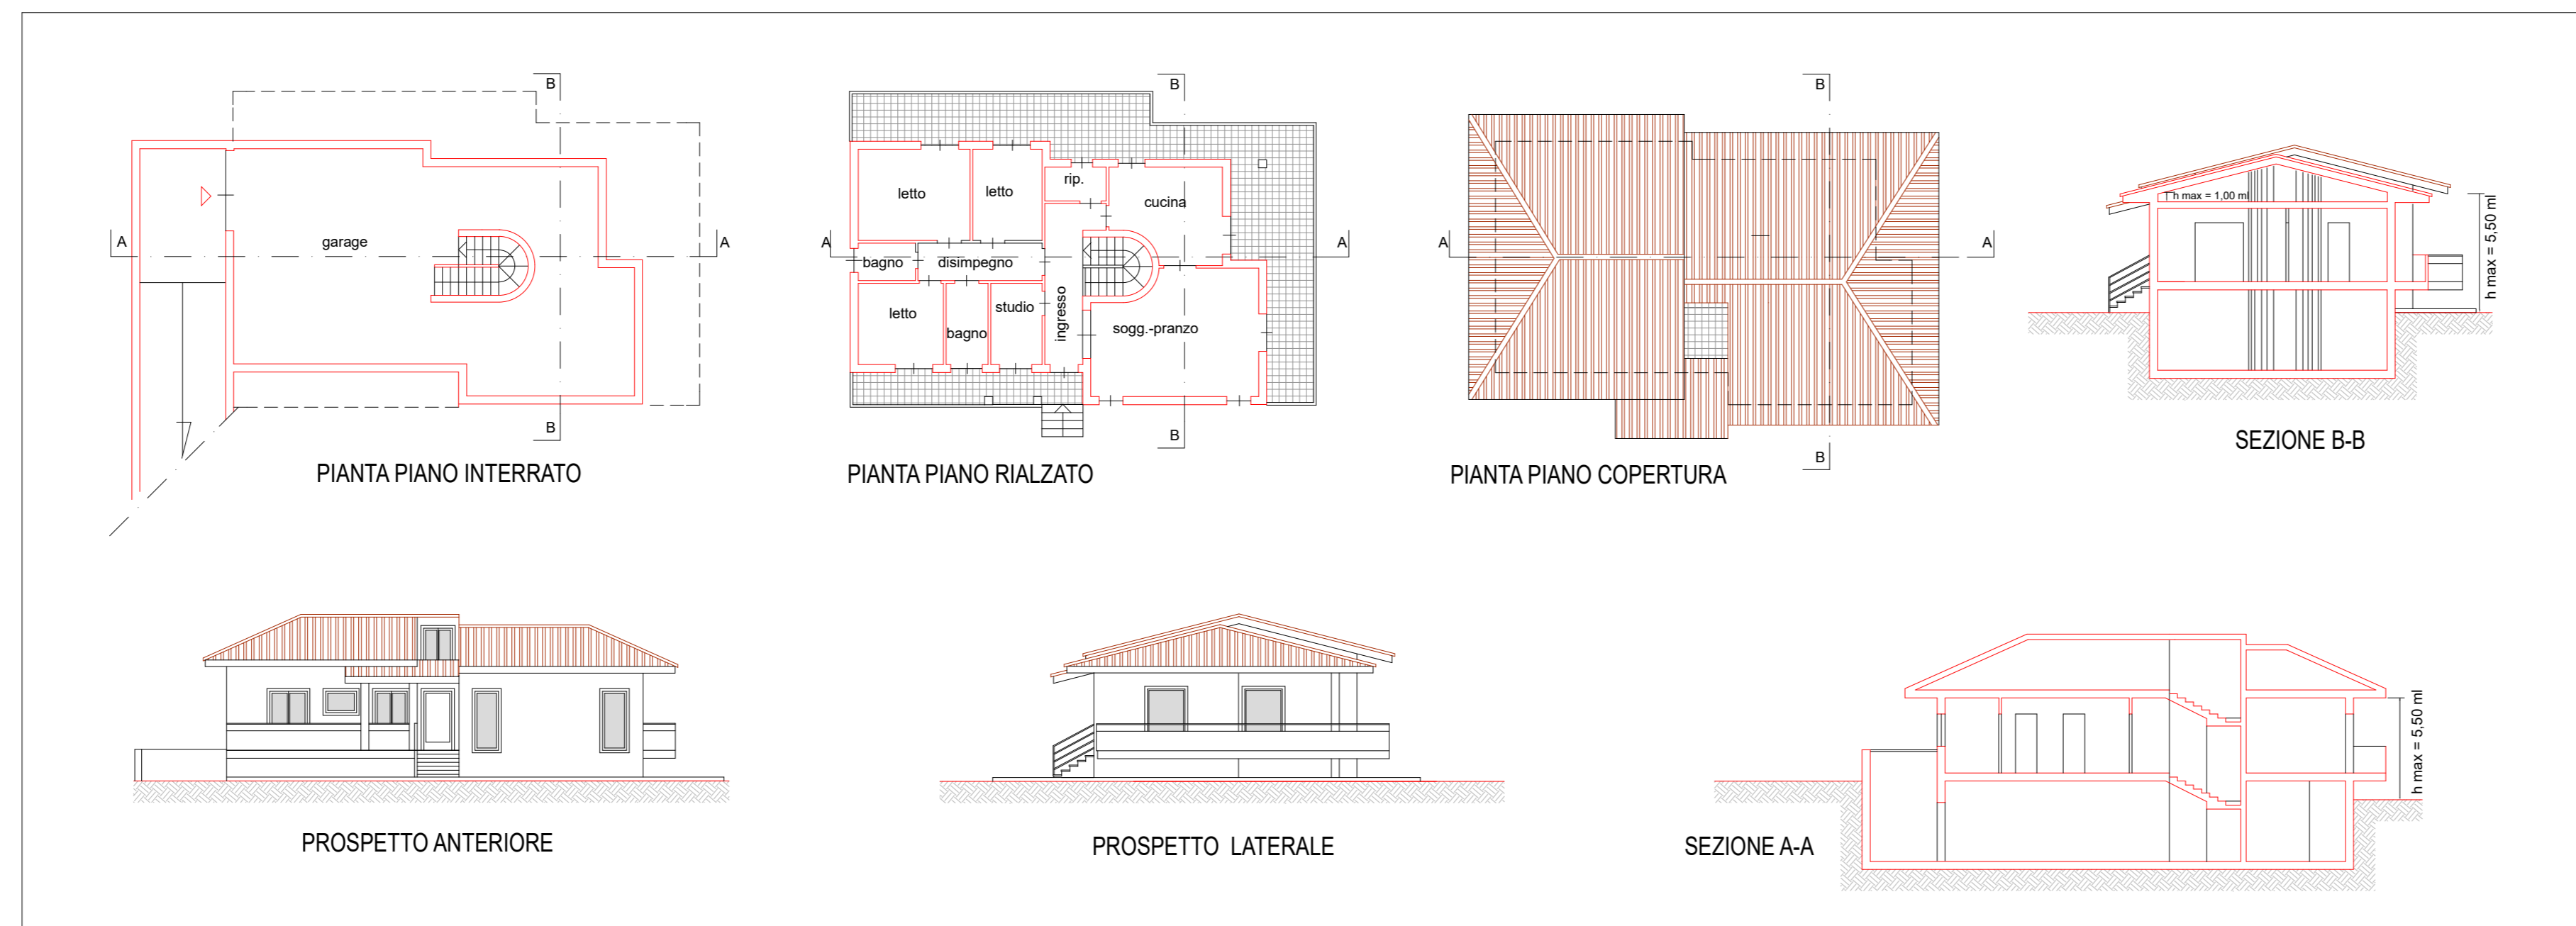 B
A
garage
A
B
PIANTA PIANO INTERRATO
B
letto
letto
rip.
cucina
A
bagno
disimpegno
A
letto
bagno
studio
ingresso
sogg.-pranzo
B
PIANTA PIANO RIALZATO
B
A
A
B
PIANTA PIANO COPERTURA
h max = 1,00 ml
h max = 5,50 ml
SEZIONE B-B
PROSPETTO ANTERIORE
PROSPETTO LATERALE
SEZIONE A-A
h max = 5,50 ml